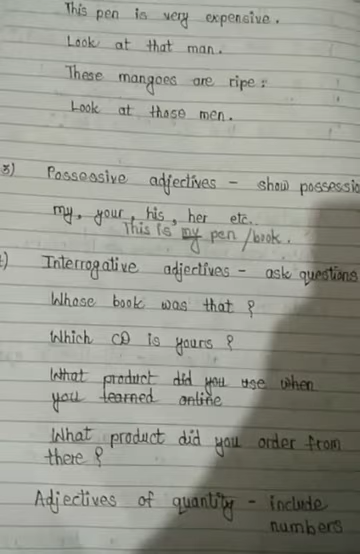 This pen is very expensive.
Look at that man.
These mangoes are ripe:
Look at those men.
3) Possessive adjectives - show possessio
my, your, his, her etc.
This is my pen/book.
) Interrogative adjectives - ask questions
Whose book was that ?
Which CD is yours ?
What product did you use when
you learned online
What product did you order from
there ?
Adjectives of quantity - include
numbers